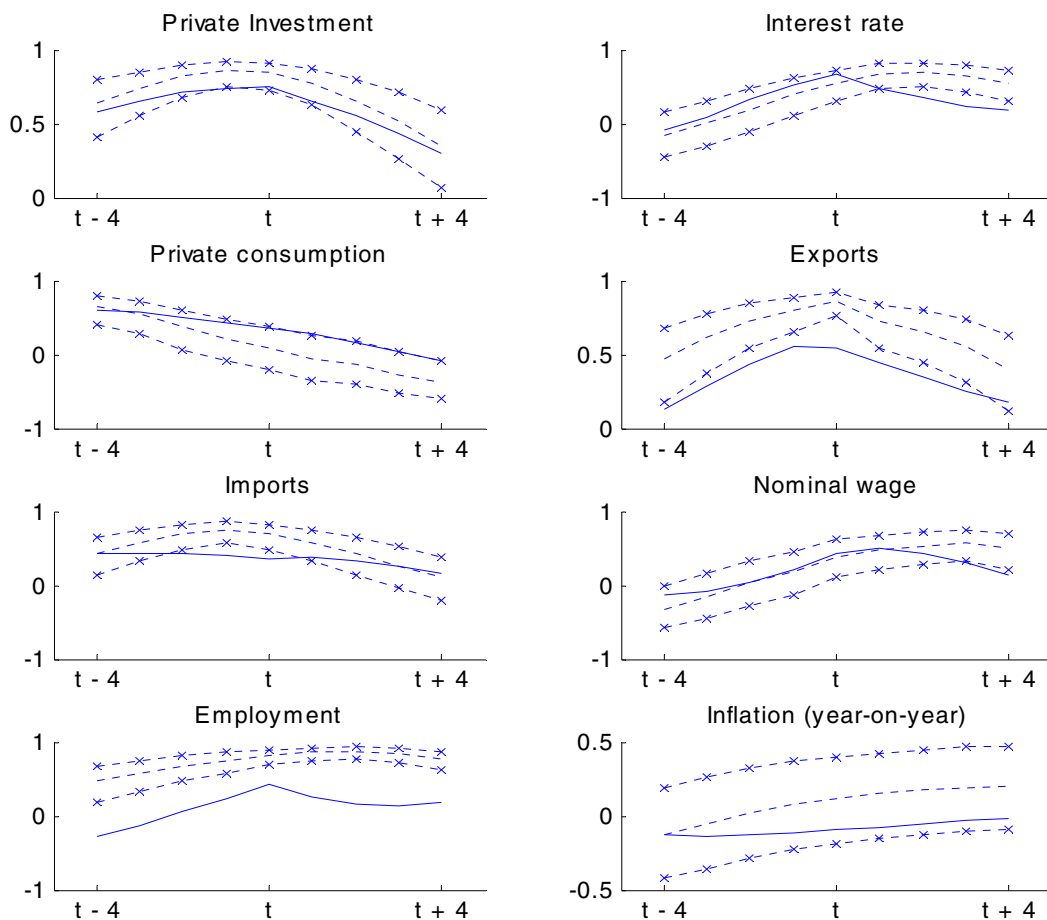 Private Investment
1
0.5
0
t - 4 t t + 4
Interest rate
1
0
-1
t - 4 t t + 4
Private consumption
1
0
-1
t - 4 t t + 4
Exports
1
0.5
0
t - 4 t t + 4
Imports
1
0
-1
t - 4 t t + 4
Nominal wage
1
0
-1
t - 4 t t + 4
Employment
1
0
-1
t - 4 t t + 4
Inflation (year-on-year)
0.5
0
-0.5
t - 4 t t + 4